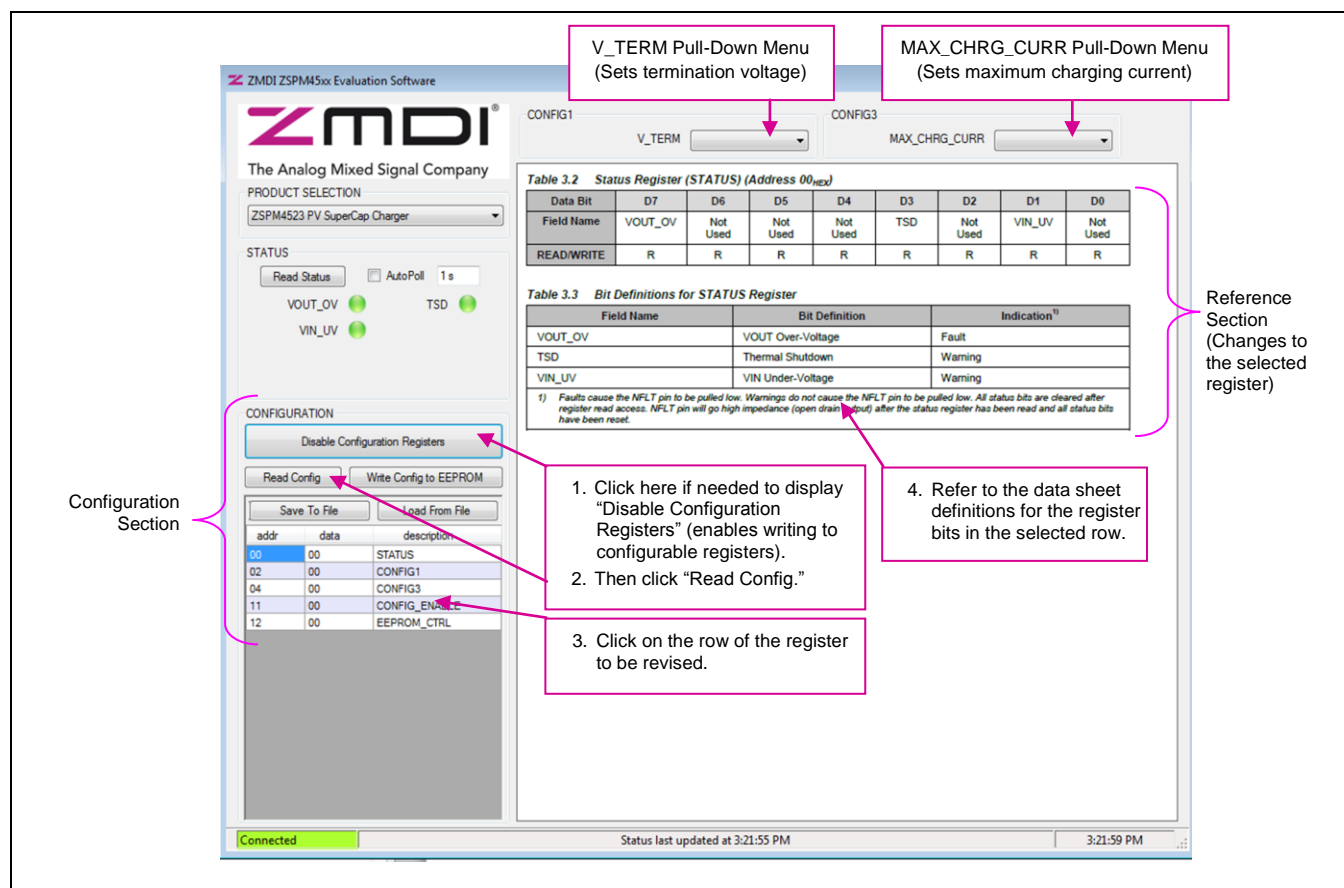 V_TERM Pull-Down Menu
(Sets termination voltage)
MAX_CHRG_CURR Pull-Down Menu
(Sets maximum charging current)
ZMDI ZSPM45xx Evaluation Software
ZMDI®
The Analog Mixed Signal Company
PRODUCT SELECTION
ZSPM4523 PV SuperCap Charger
STATUS
Read Status
AutoPoll
1 s
VOUT_OV
TSD
VIN_UV
CONFIGURATION
Disable Configuration Registers
Read Config
Write Config to EEPROM
Save To File
Load From File
addr data description
00 00 STATUS
02 00 CONFIG1
04 00 CONFIG3
11 00 CONFIG_ENABLE
12 00 EEPROM_CTRL
Configuration
Section
CONFIG1
V_TERM
CONFIG3
MAX_CHRG_CURR
Table 3.2 Status Register (STATUS) (Address 00HEX)
Data Bit D7 D6 D5 D4 D3 D2 D1 D0
Field Name VOUT_OV Not Used Not Used Not Used TSD Not Used VIN_UV Not Used
READ/WRITE R R R R R R R R
Table 3.3 Bit Definitions for STATUS Register
Field Name Bit Definition Indication 1)
VOUT_OV VOUT Over-Voltage Fault
TSD Thermal Shutdown Warning
VIN_UV VIN Under-Voltage Warning
1) Faults cause the NFLT pin to be pulled low. Warnings do not cause the NFLT pin to be pulled low. All status bits are cleared after
register read access. NFLT pin will go high impedance (open drain output) after the status register has been read and all status bits
have been reset.
Reference
Section
(Changes to
the selected
register)
1. Click here if needed to display
"Disable Configuration
Registers" (enables writing to
configurable registers).
2. Then click "Read Config."
3. Click on the row of the register
to be revised.
4. Refer to the data sheet
definitions for the register
bits in the selected row.
Connected
Status last updated at 3:21:55 PM
3:21:59 PM